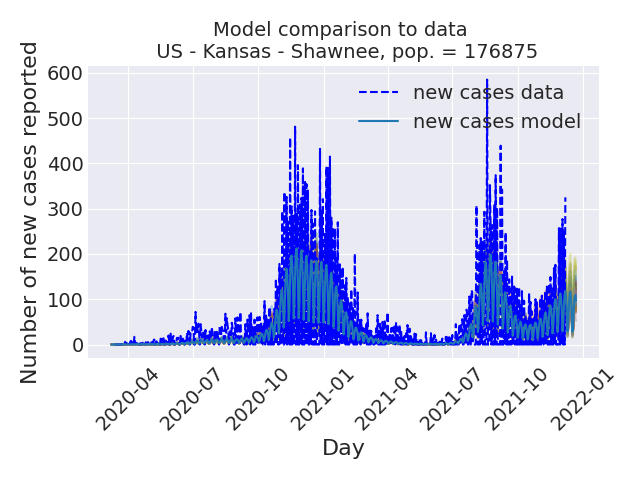 Model comparison to data
US - Kansas - Shawnee, pop. = 176875
Number of new cases reported
600
500
400
300
200
100
0
new cases data
new cases model
2020-04
2020-07
2020-10
2021-01
2021-04
2021-07
2021-10
2022-01
Day